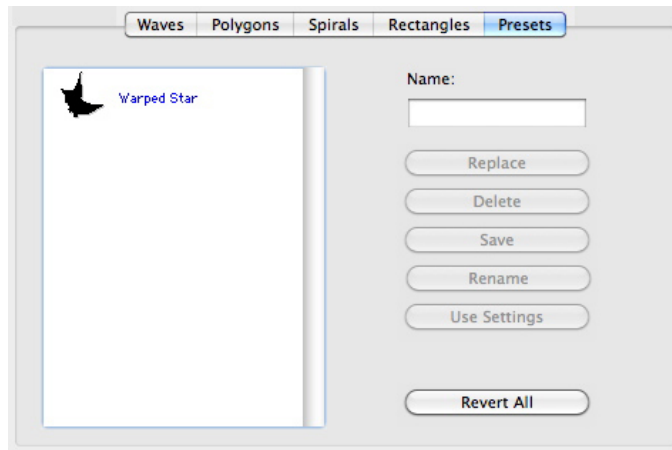 Waves Polygons Spirals Rectangles Presets
Warped Star
Name:
Replace
Delete
Save
Rename
Use Settings
Revert All